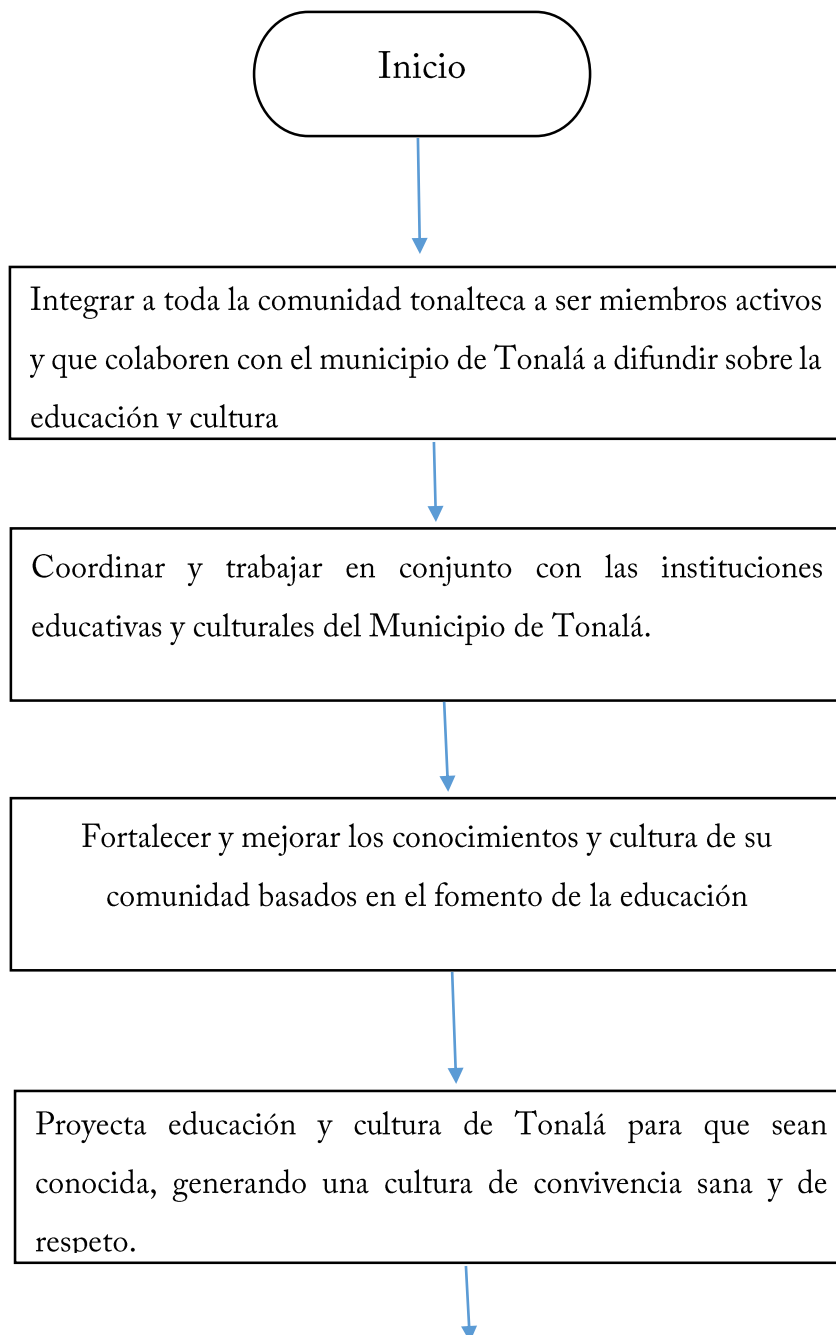 Inicio
Integrar a toda la comunidad tonalteca a ser miembros activos
y que colaboren con el municipio de Tonalá a difundir sobre la
educación y cultura
Coordinar y trabajar en conjunto con las instituciones
educativas y culturales del Municipio de Tonalá.
Fortalecer y mejorar los conocimientos y cultura de su
comunidad basados en el fomento de la educación
Proyecta educación y cultura de Tonalá para que sean
conocida, generando una cultura de convivencia sana y de
respeto.